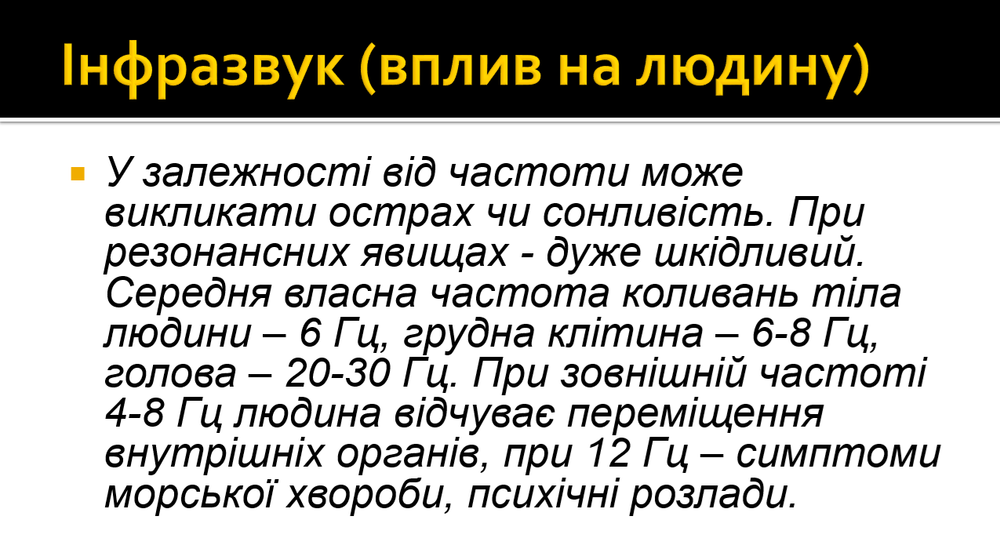 Інфразвук (вплив на людину)
У залежності від частоти може
викликати острах чи сонливість. При
резонансних явищах - дуже шкідливий.
Середня власна частота коливань тіла
людини – 6 Гц, грудна клітина – 6-8 Гц,
голова – 20-30 Гц. При зовнішній частоті
4-8 Гц людина відчуває переміщення
внутрішніх органів, при 12 Гц – симптоми
морської хвороби, психічні розлади.